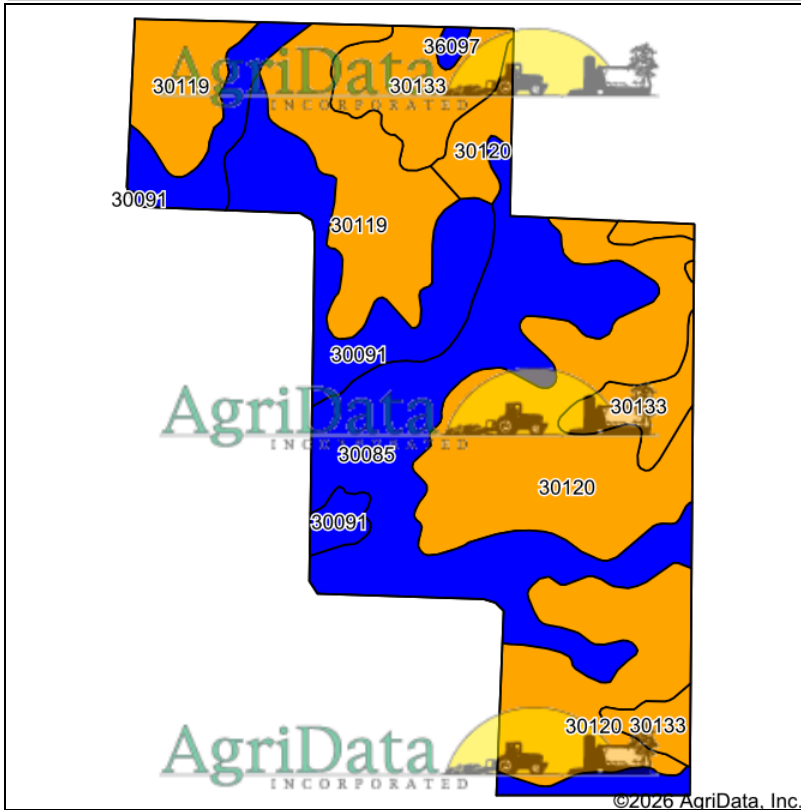 AgriData
INCORPORATED
36097
30119
30133
30120
30091
30119
30091
AgriData
INCORPORATED
30133
30085
30120
30091
AgriData
INCORPORATED
30120
30133
©2026 AgriData, Inc.